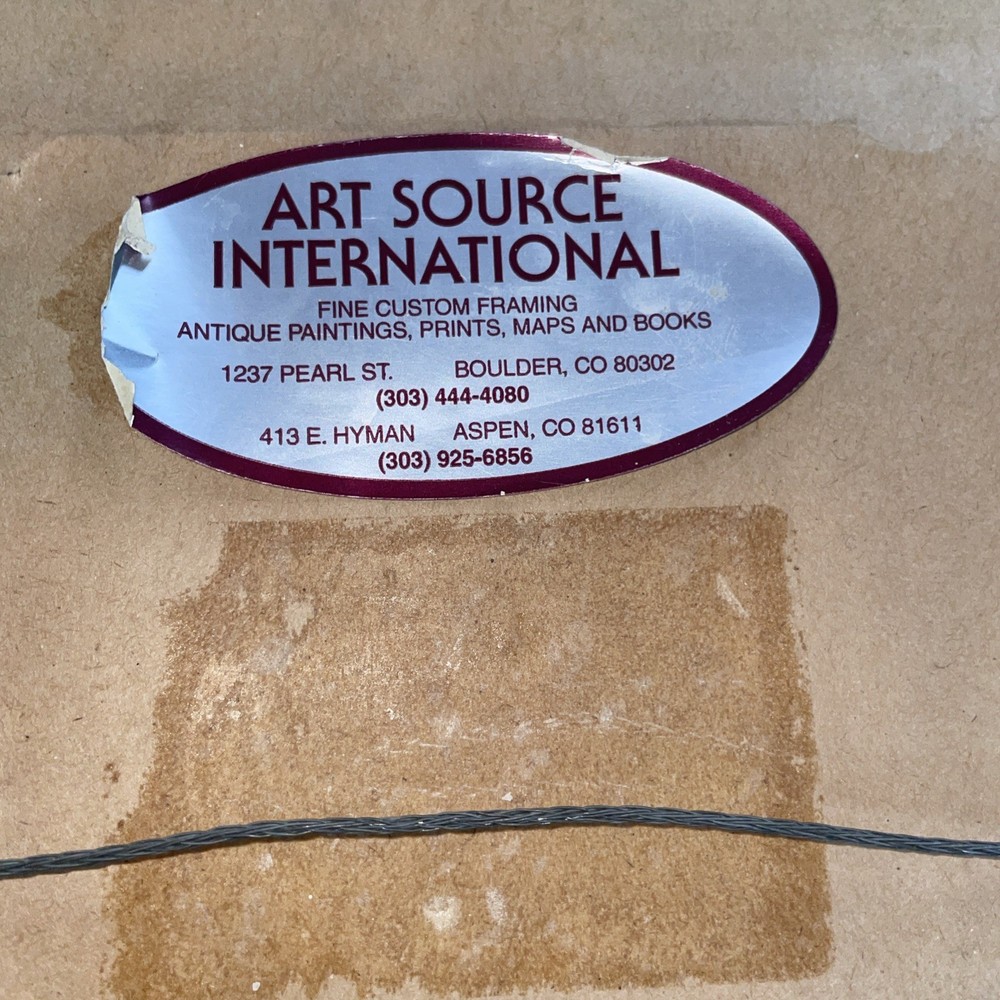 ART SOURCE
INTERNATIONAL
FINE CUSTOM FRAMING
ANTIQUE PAINTINGS, PRINTS, MAPS AND BOOKS
1237 PEARL ST. BOULDER, CO 80302
(303) 444-4080
413 E. HYMAN ASPEN, CO 81611
(303) 925-6856